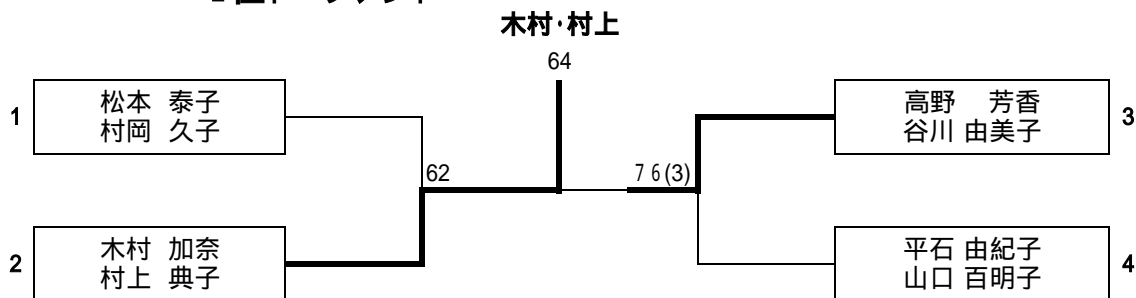 木村・村上
64
1
松本 泰子
村岡 久子
高野 芳香
谷川 由美子
3
62
7 6(3)
2
木村 加奈
村上 典子
平石 由紀子
山口 百明子
4